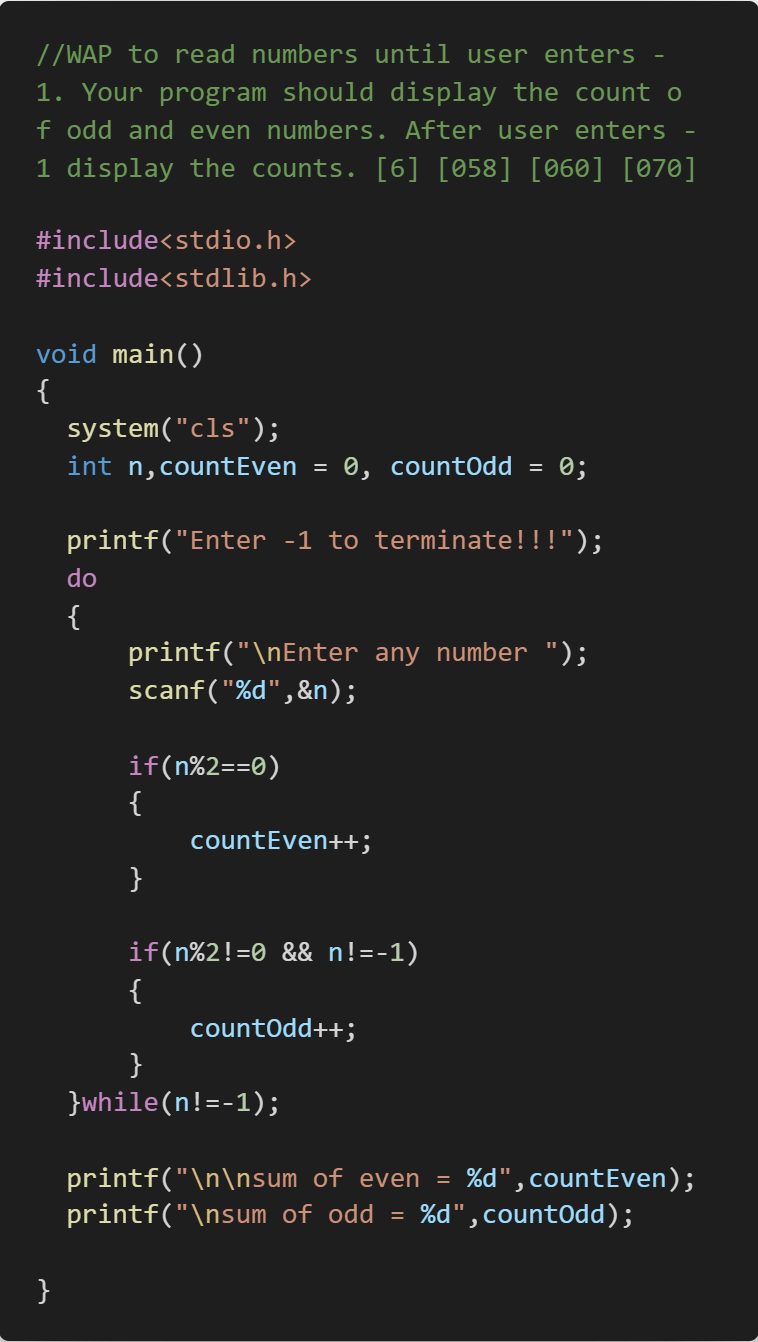 //WAP to read numbers until user enters -
1. Your program should display the count o
f odd and even numbers. After user enters -
1 display the counts. [6] [058] [060] [070]
#include<stdio.h>
#include<stdlib.h>
void main()
{
  system("cls");
  int n,countEven = 0, countOdd = 0;
  printf("Enter -1 to terminate!!!");
  do
  {
      printf("\nEnter any number ");
      scanf("%d",&n);
      if(n%2==0)
      {
          countEven++;
      }
      if(n%2!=0 && n!=-1)
      {
          countOdd++;
      }
  }while(n!=-1);
  printf("\n\nsum of even = %d",countEven);
  printf("\nsum of odd = %d",countOdd);
}